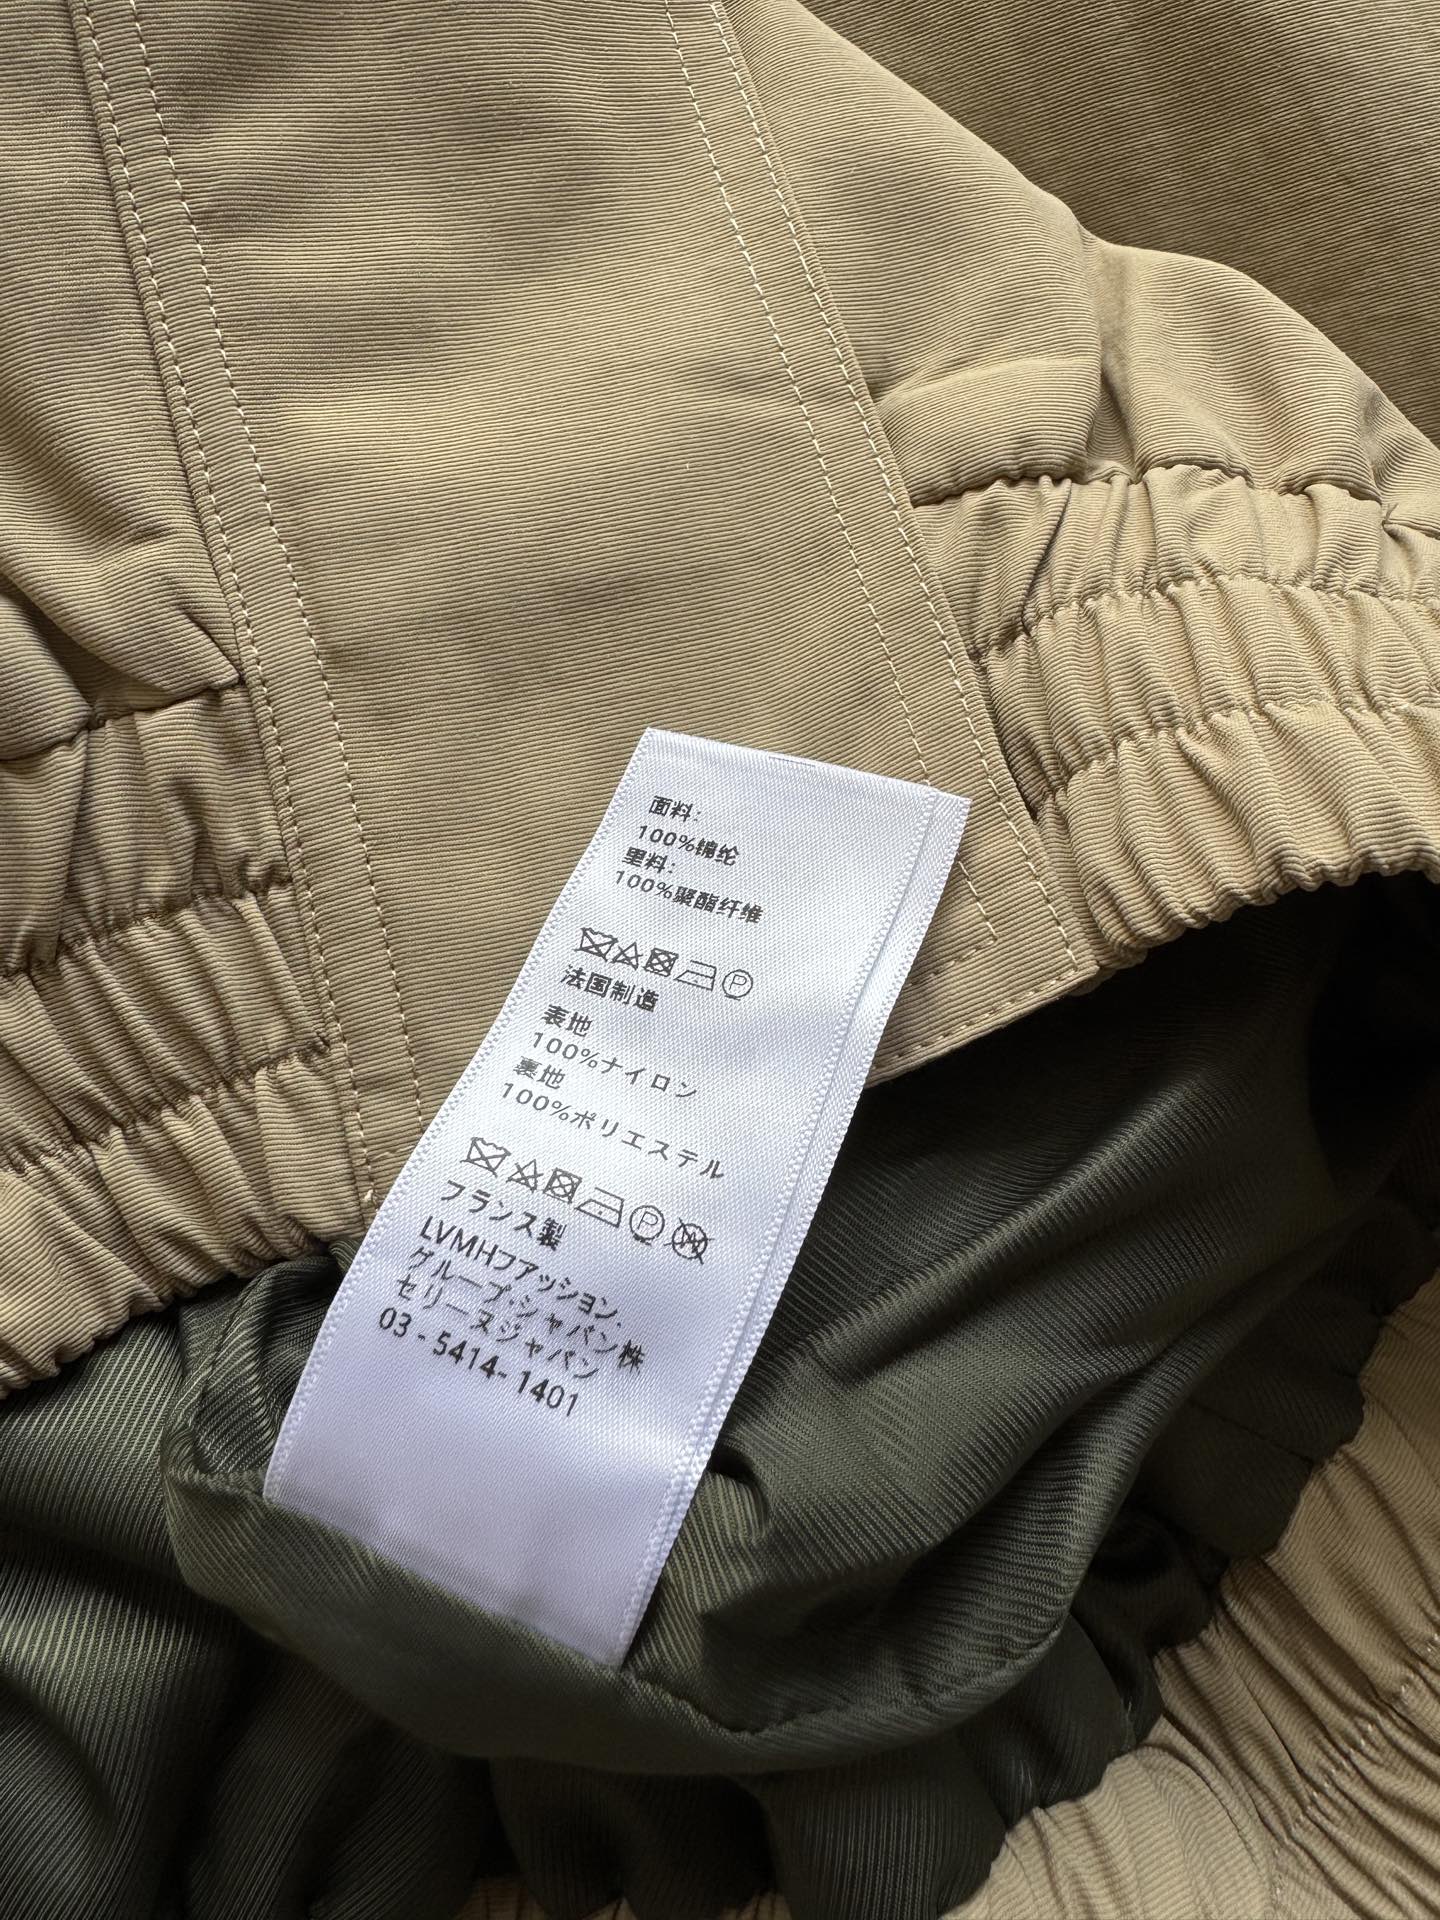 面料:
100%锦纶
里料:
100%聚酯纤维
P
法国制造
表地
100%ナイロン
裏地
100%ポリエステル
P W
フランス製
LVMHファッション.
グループ.ジャパン株
セリーヌジャパン
03-5414-1401